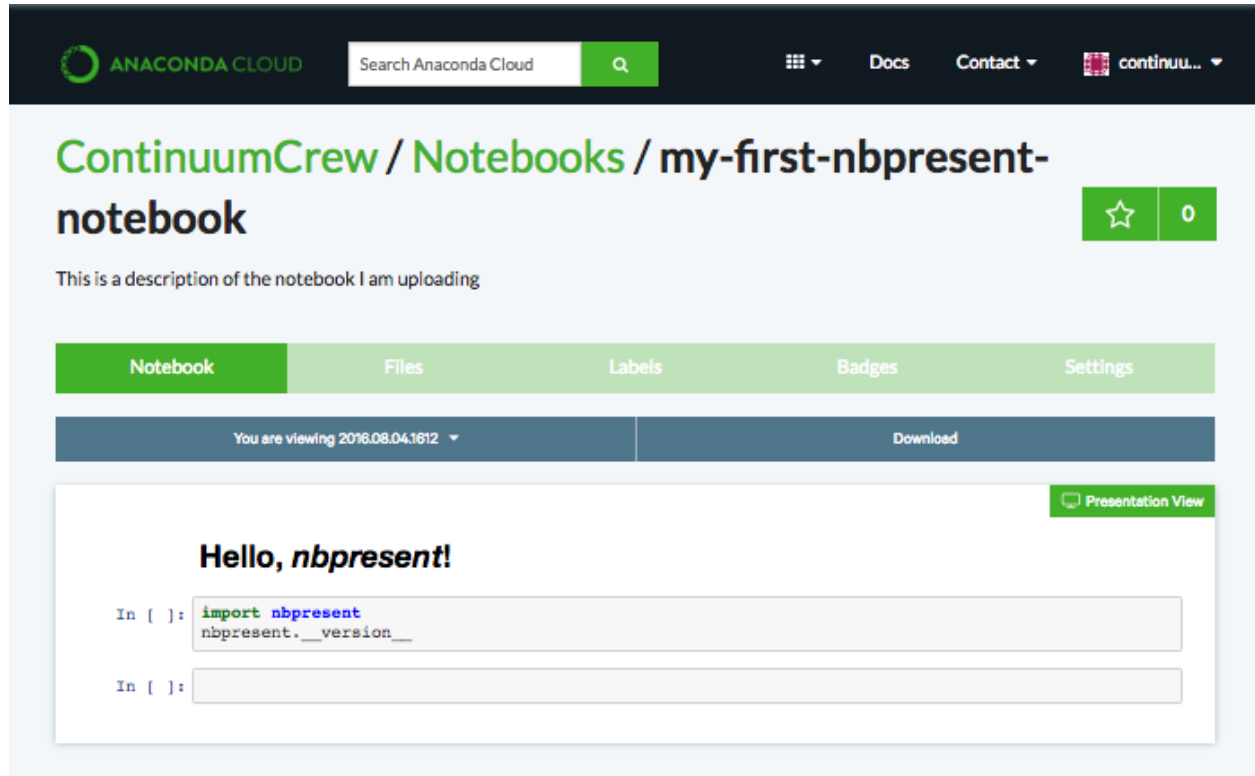 ANACONDA CLOUD Search Anaconda Cloud Docs Contact continuu...
ContinuumCrew / Notebooks / my-first-nbpresent-
notebook
0
This is a description of the notebook I am uploading
Notebook Files Labels Badges Settings
You are viewing 2016.08.04.1612 Download
Presentation View
Hello, nbpresent!
In [ ]: import nbpresent
nbpresent.__version__
In [ ]: